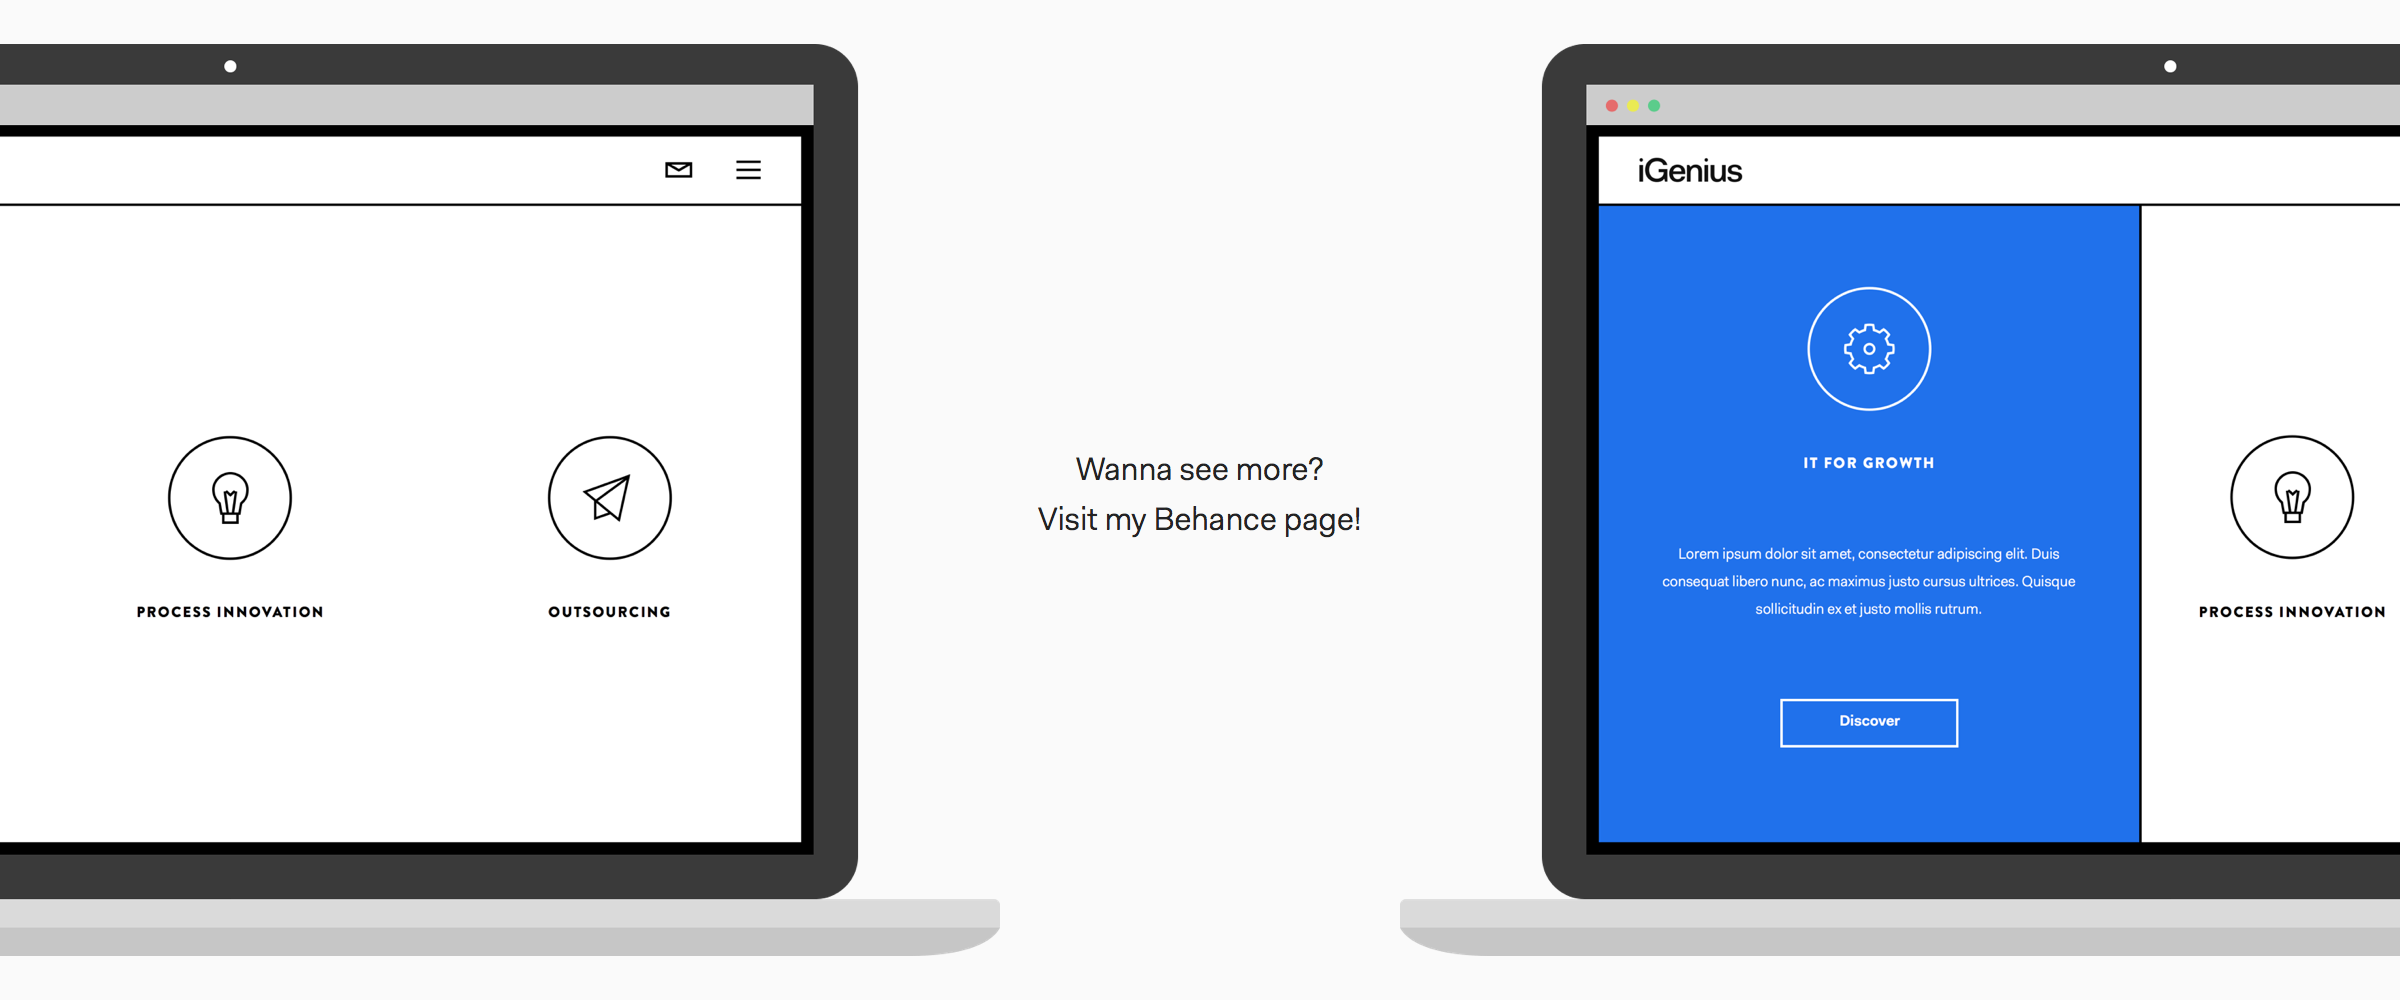 PROCESS INNOVATION
OUTSOURCING
Wanna see more?
Visit my Behance page!
iGenius
IT FOR GROWTH
Lorem ipsum dolor sit amet, consectetur adipiscing elit. Duis
consequat libero nunc, ac maximus justo cursus ultrices. Quisque
sollicitudin ex et justo mollis rutrum.
Discover
PROCESS INNOVATION